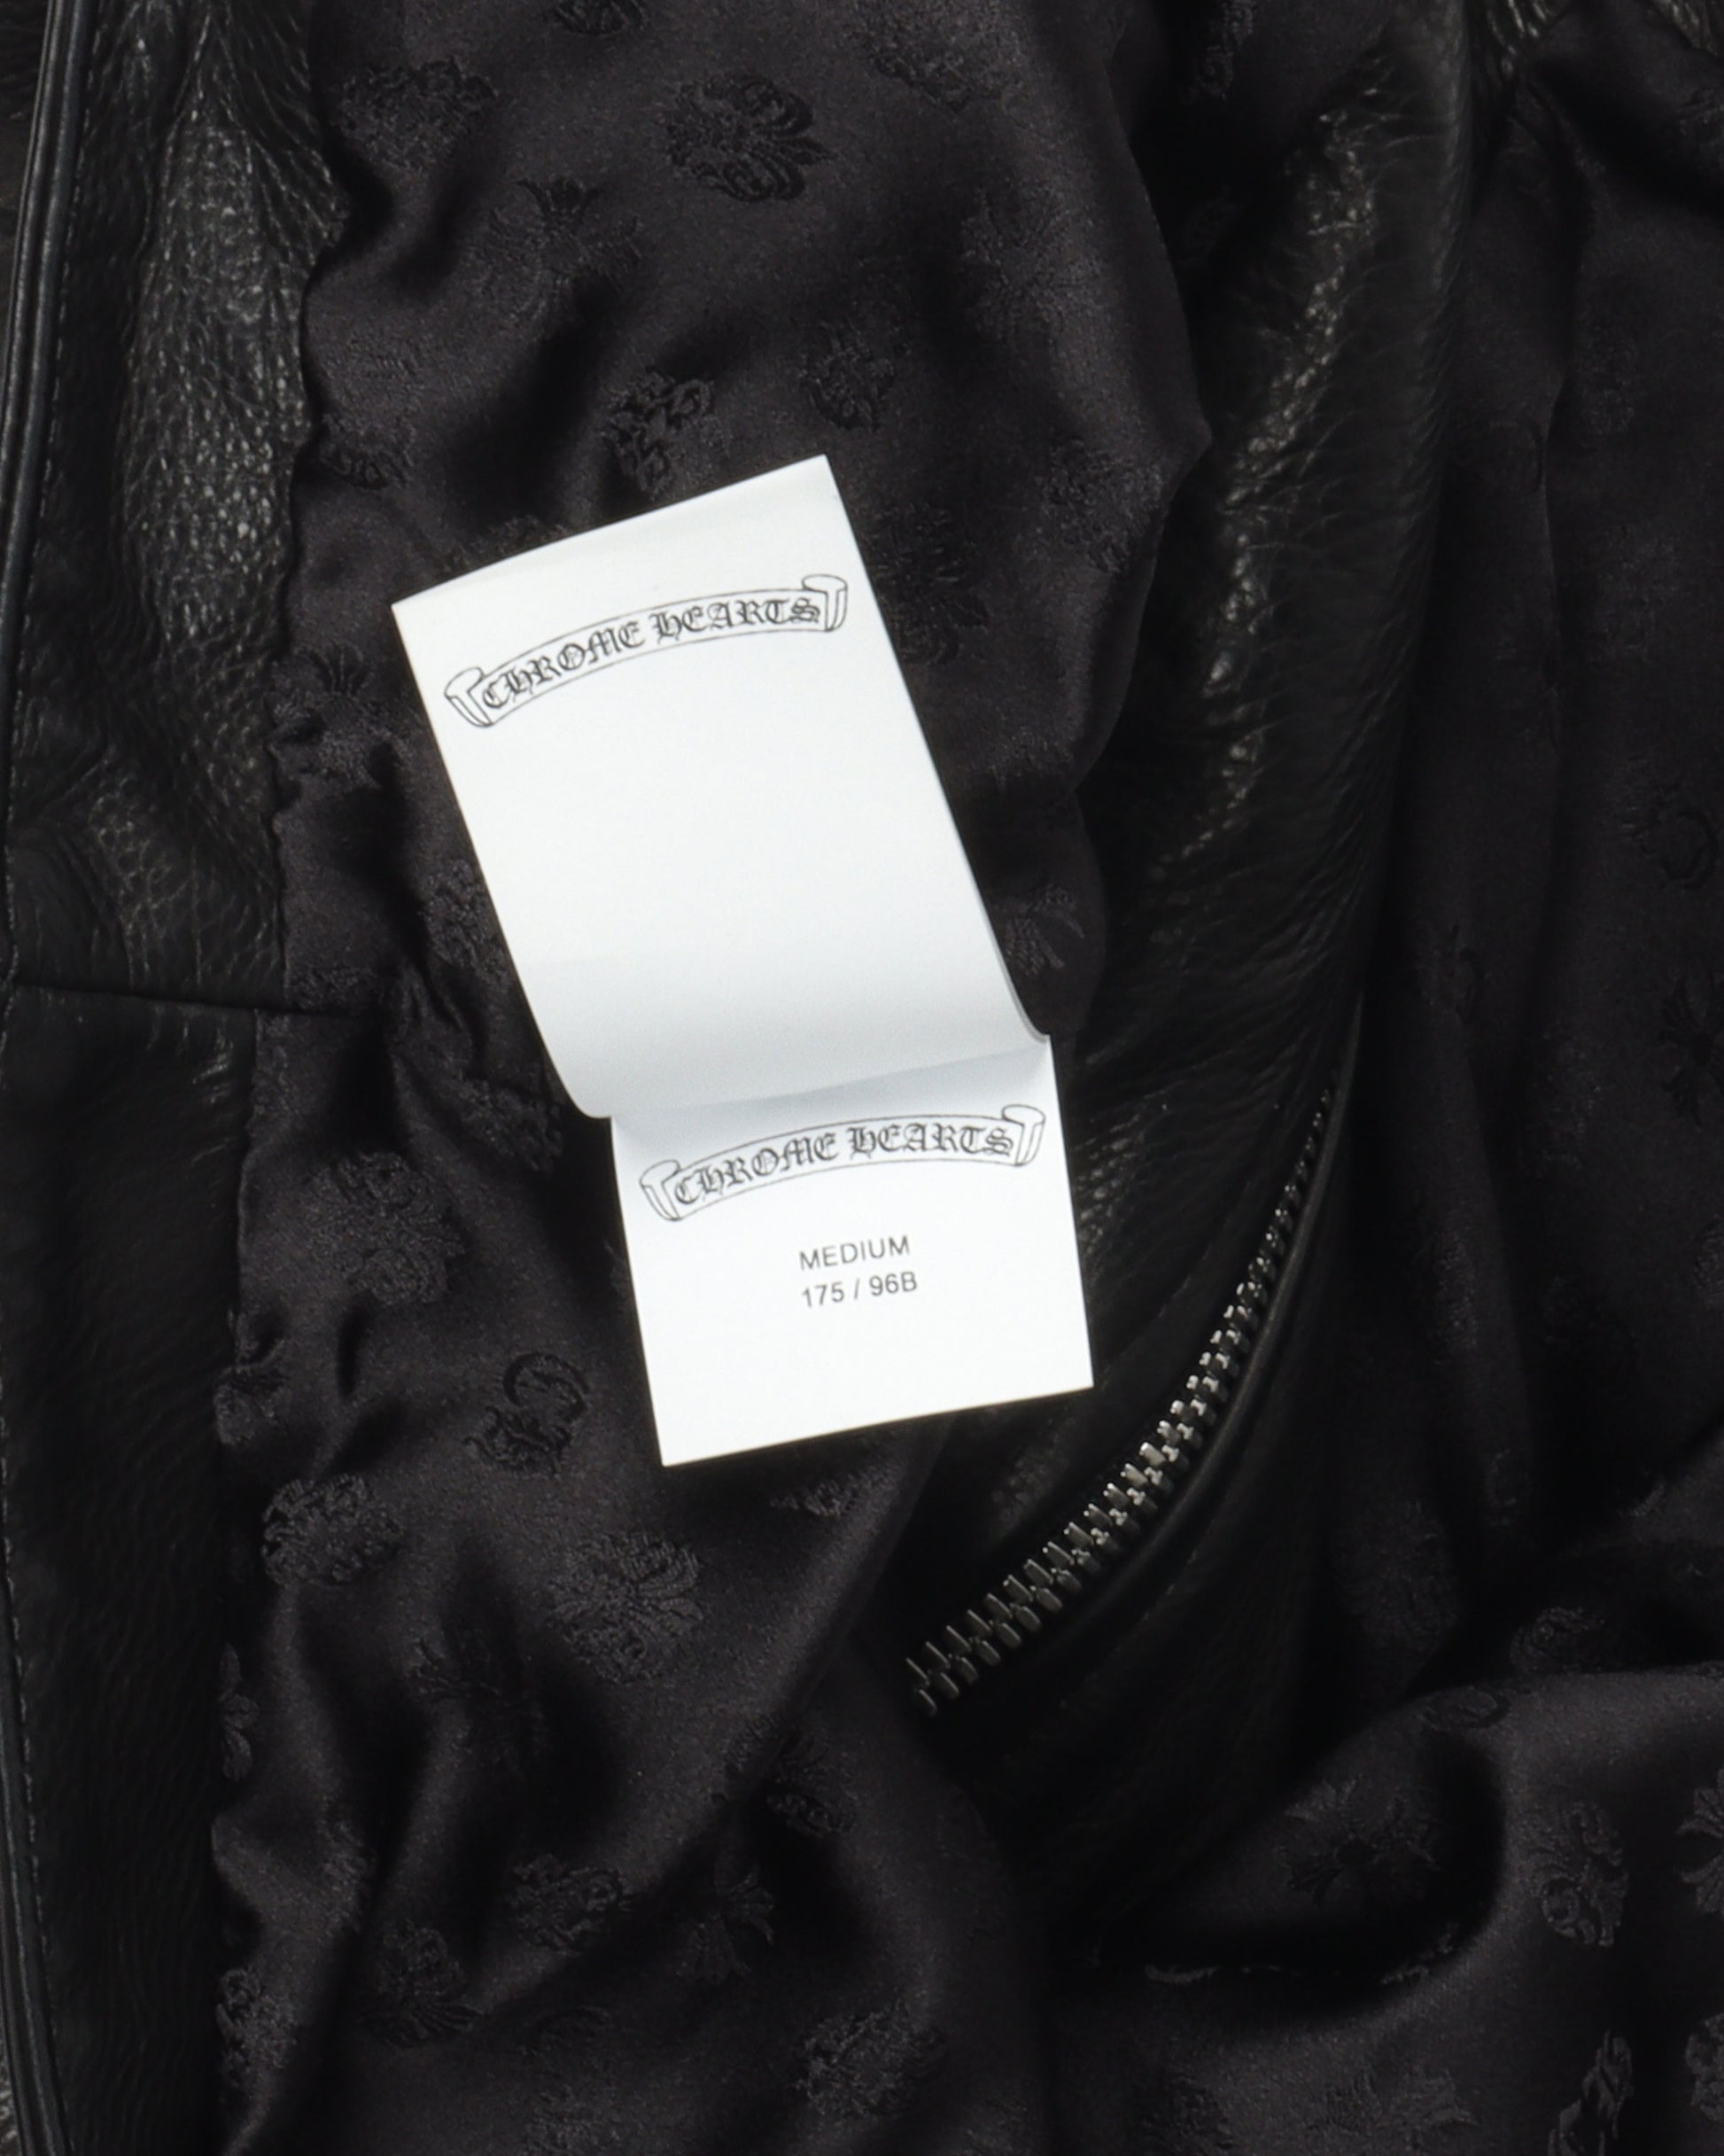 CHROME HEARTS
CHROME HEARTS
MEDIUM
175 / 96B